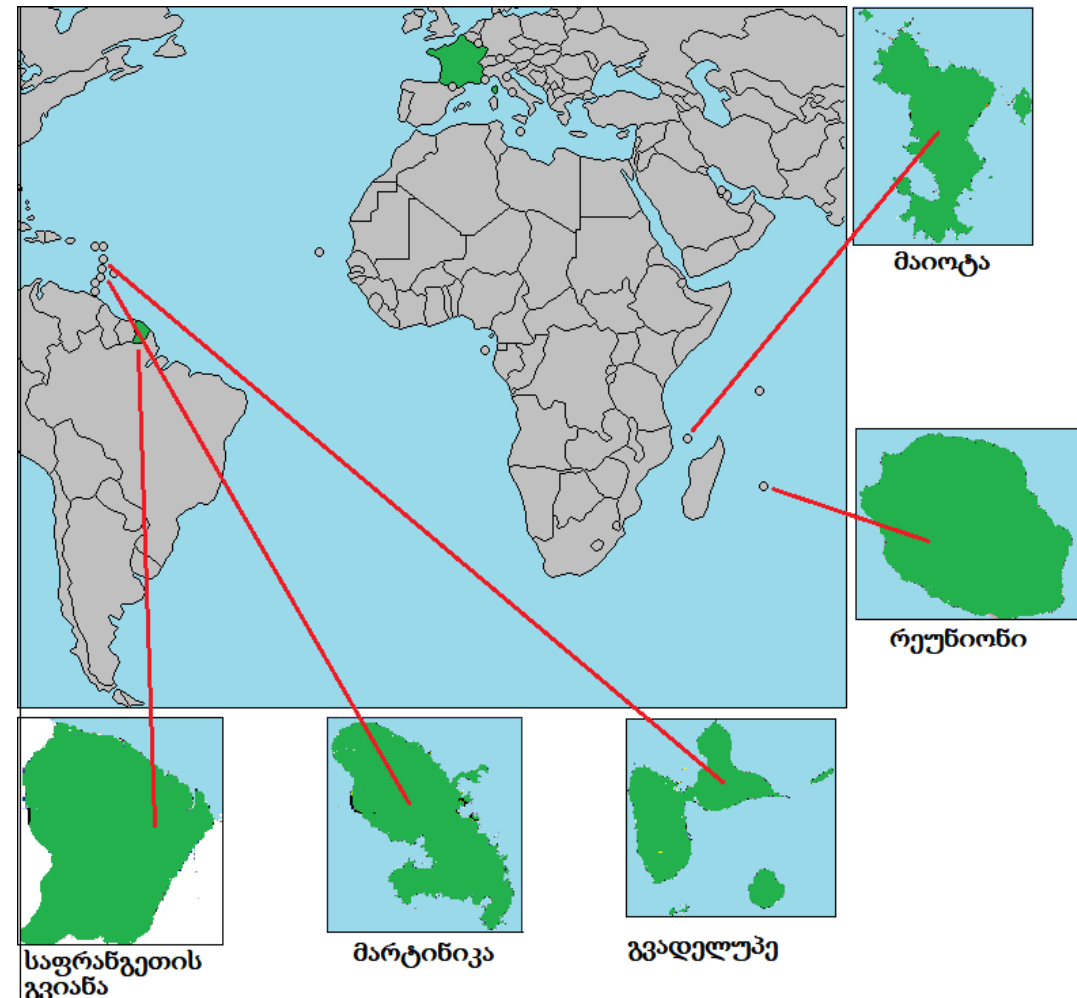 მაიოტა
რეუნიონი
საფრანგეთის
გვიანა
მარტინიკა
გვადელუპე